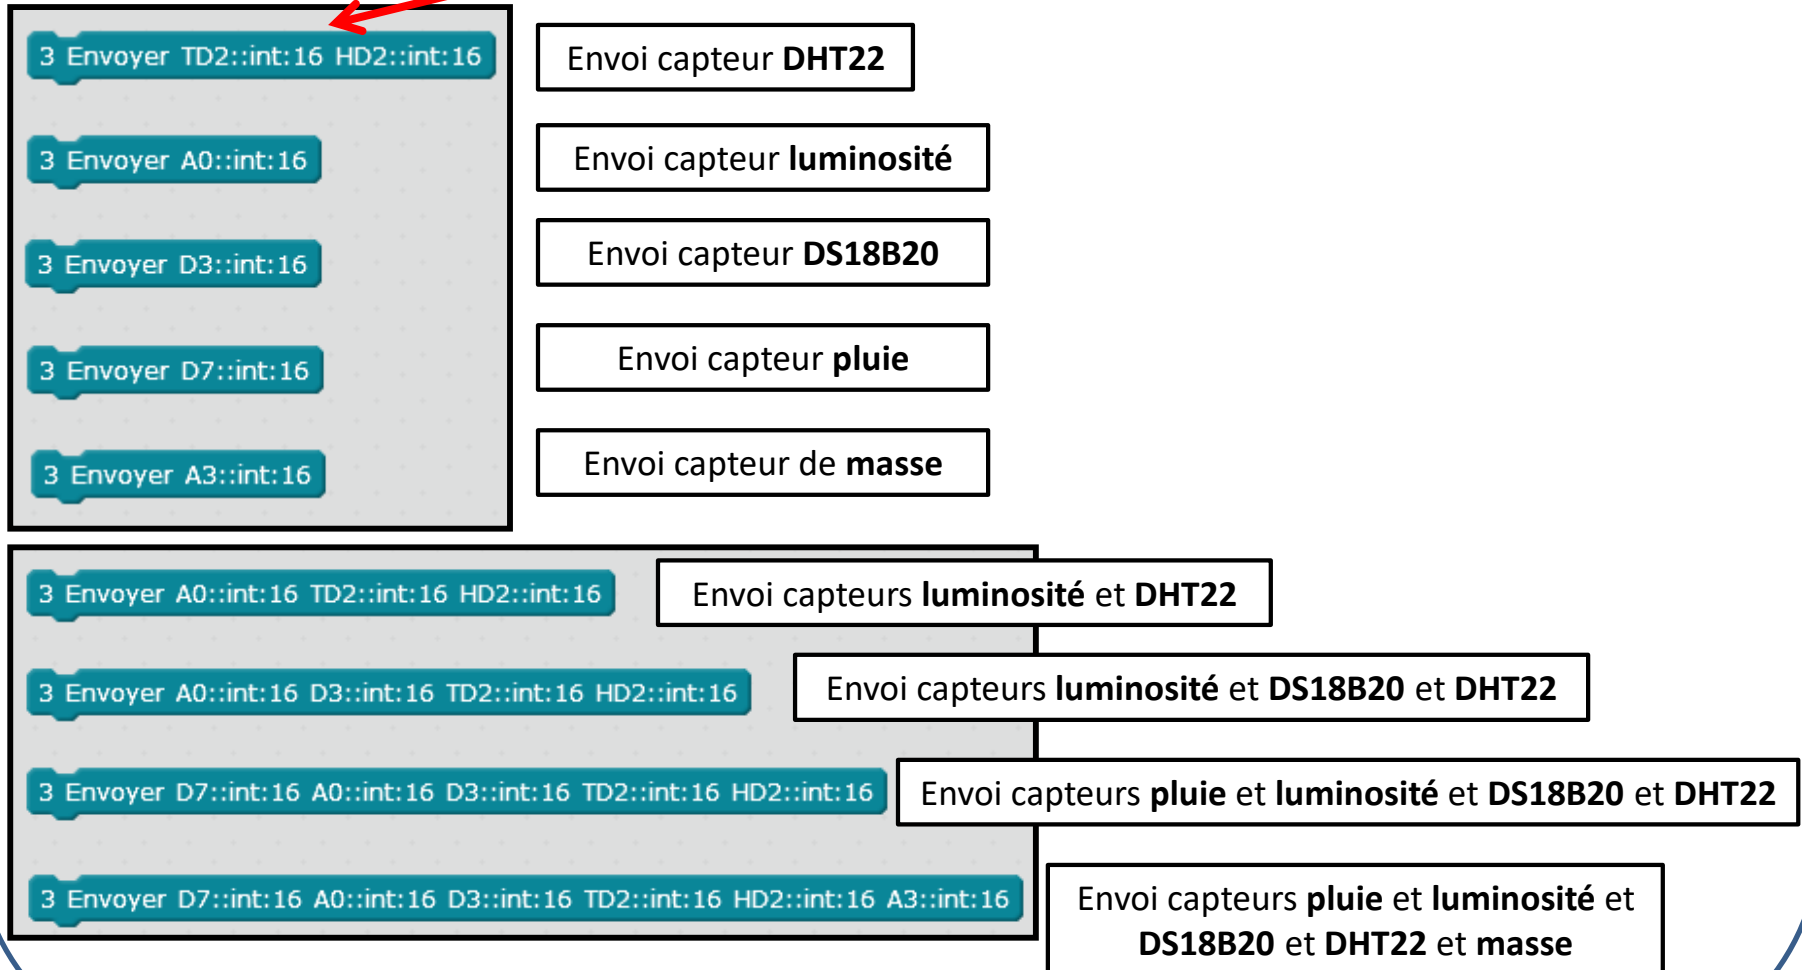 3 Envoyer TD2::int:16 HD2::int:16
Envoi capteur DHT22
3 Envoyer A0::int:16
Envoi capteur luminosité
3 Envoyer D3::int:16
Envoi capteur DS18B20
3 Envoyer D7::int:16
Envoi capteur pluie
3 Envoyer A3::int:16
Envoi capteur de masse
3 Envoyer A0::int:16 TD2::int:16 HD2::int:16
Envoi capteurs luminosité et DHT22
3 Envoyer A0::int:16 D3::int:16 TD2::int:16 HD2::int:16
Envoi capteurs luminosité et DS18B20 et DHT22
3 Envoyer D7::int:16 A0::int:16 D3::int:16 TD2::int:16 HD2::int:16
Envoi capteurs pluie et luminosité et DS18B20 et DHT22
3 Envoyer D7::int:16 A0::int:16 D3::int:16 TD2::int:16 HD2::int:16 A3::int:16
Envoi capteurs pluie et luminosité et
DS18B20 et DHT22 et masse